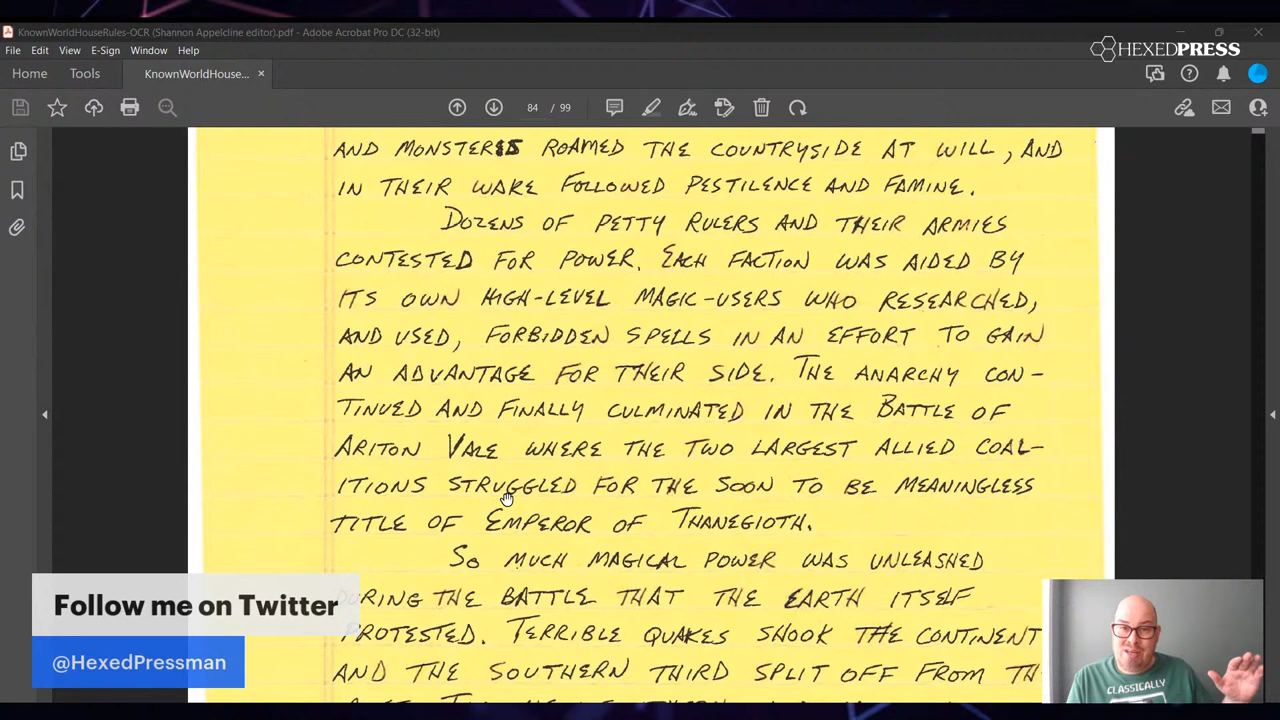 KnownWorldHouseRules-OCR (Shannon Appelcline editor).pdf - Adobe Acrobat Pro DC (32-bit)
File Edit View E-Sign Window Help
HEXEDPRESS
Home Tools KnownWorldHouse... ×
84 / 99
AND MONSTERS ROAMED THE COUNTRYSIDE AT WILL, AND
IN THEIR WAKE FOLLOWED PESTILENCE AND FAMINE.
DOZENS OF PETTY RULERS AND THEIR ARMIES
CONTESTED FOR POWER. EACH FACTION WAS AIDED BY
ITS OWN HIGH-LEVEL MAGIC-USERS WHO RESEARCHED,
AND USED, FORBIDDEN SPELLS IN AN EFFORT TO GAIN
AN ADVANTAGE FOR THEIR SIDE. THE ANARCHY CON-
TINUED AND FINALLY CULMINATED IN THE BATTLE OF
ARITON VALE WHERE THE TWO LARGEST ALLIED COAL-
ITIONS STRUGGLED FOR THE SOON TO BE MEANINGLESS
TITLE OF EMPEROR OF THANEGIOTH.
SO MUCH MAGICAL POWER WAS UNLEASHED
DURING THE BATTLE THAT THE EARTH ITSELF
PROTESTED. TERRIBLE QUAKES SHOOK THE CONTINENT
AND THE SOUTHERN THIRD SPLIT OFF FROM TH
Follow me on Twitter
@HexedPressman
CLASSICALLY